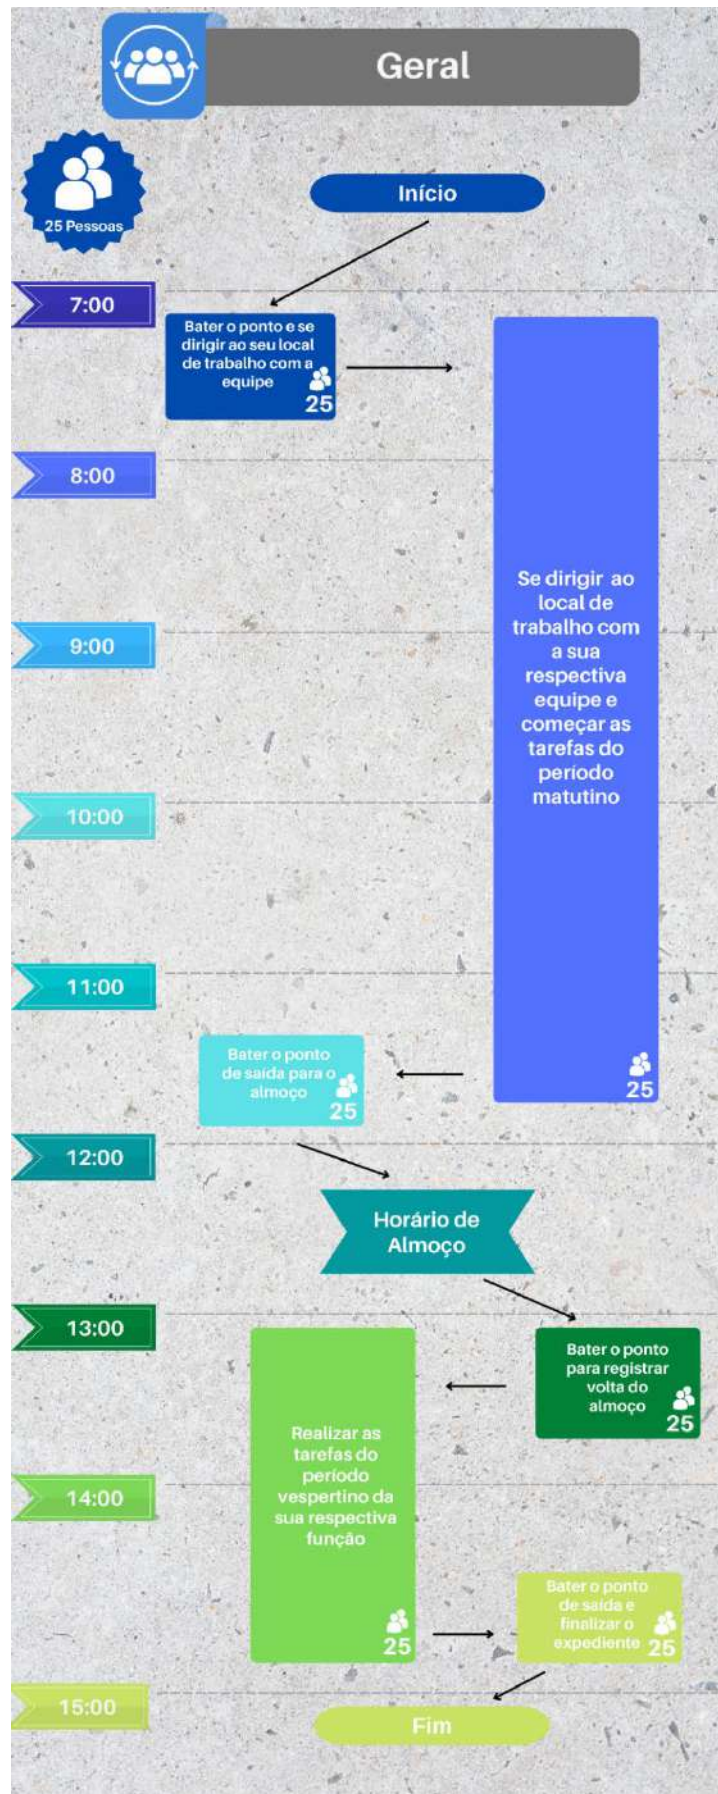 Geral
25 Pessoas
Início
7:00
Bater o ponto e se
dirigir ao seu local
de trabalho com a
equipe
25
8:00
9:00
Se dirigir ao
local de
trabalho com
a sua
respectiva
equipe e
começar as
tarefas do
período
matutino
25
10:00
11:00
Bater o ponto
de saída para o
almoço
25
12:00
Horário de
Almoço
13:00
Bater o ponto
para registrar
volta do
almoço
25
Realizar as
tarefas do
período
vespertino da
sua respectiva
função
25
14:00
Bater o ponto
de saída e
finalizar o
expediente
25
15:00
Fim